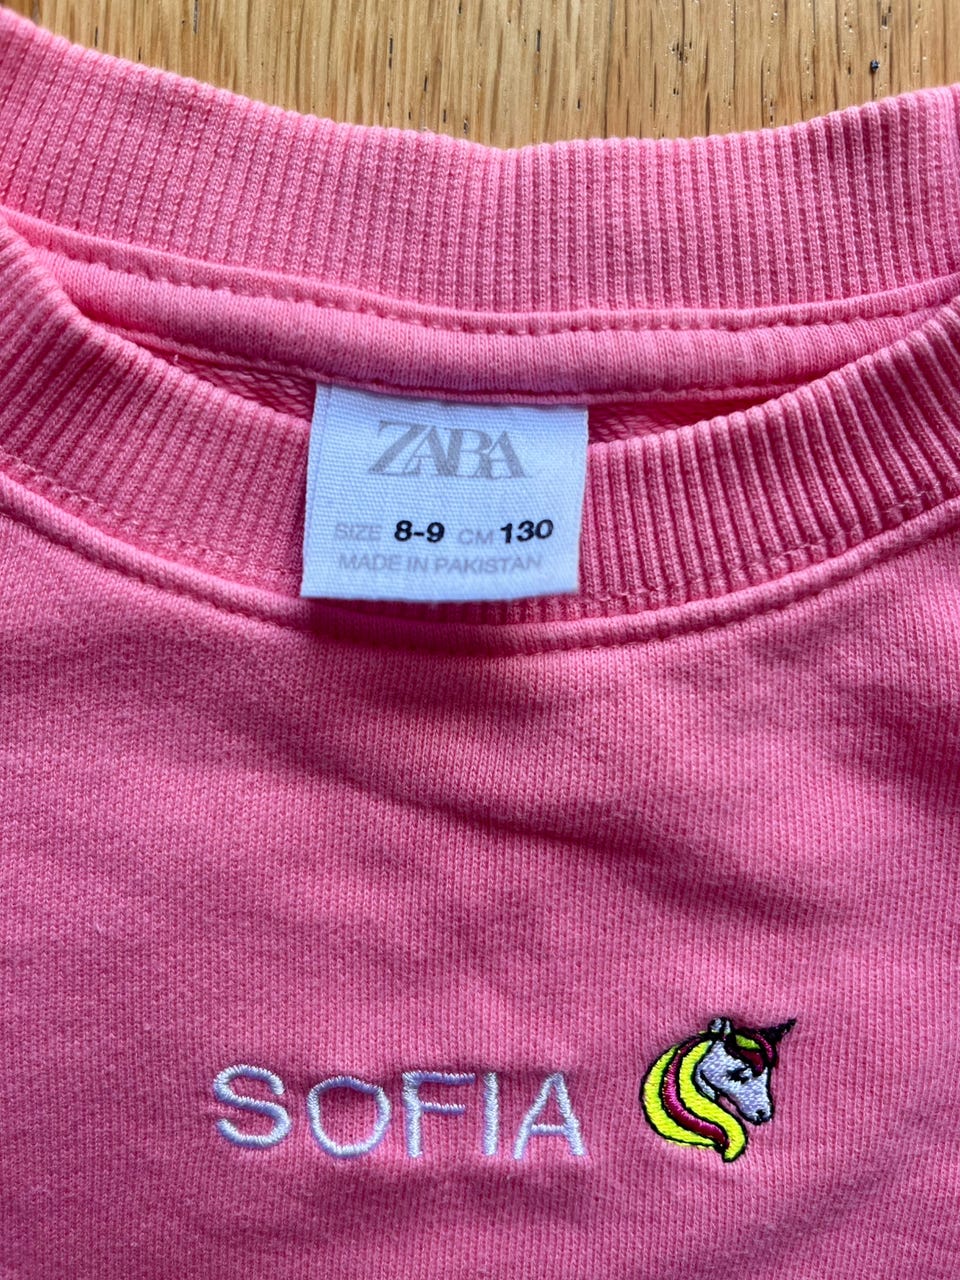 ZARA
SIZE 8-9 CM 130
MADE IN PAKISTAN
SOFIA